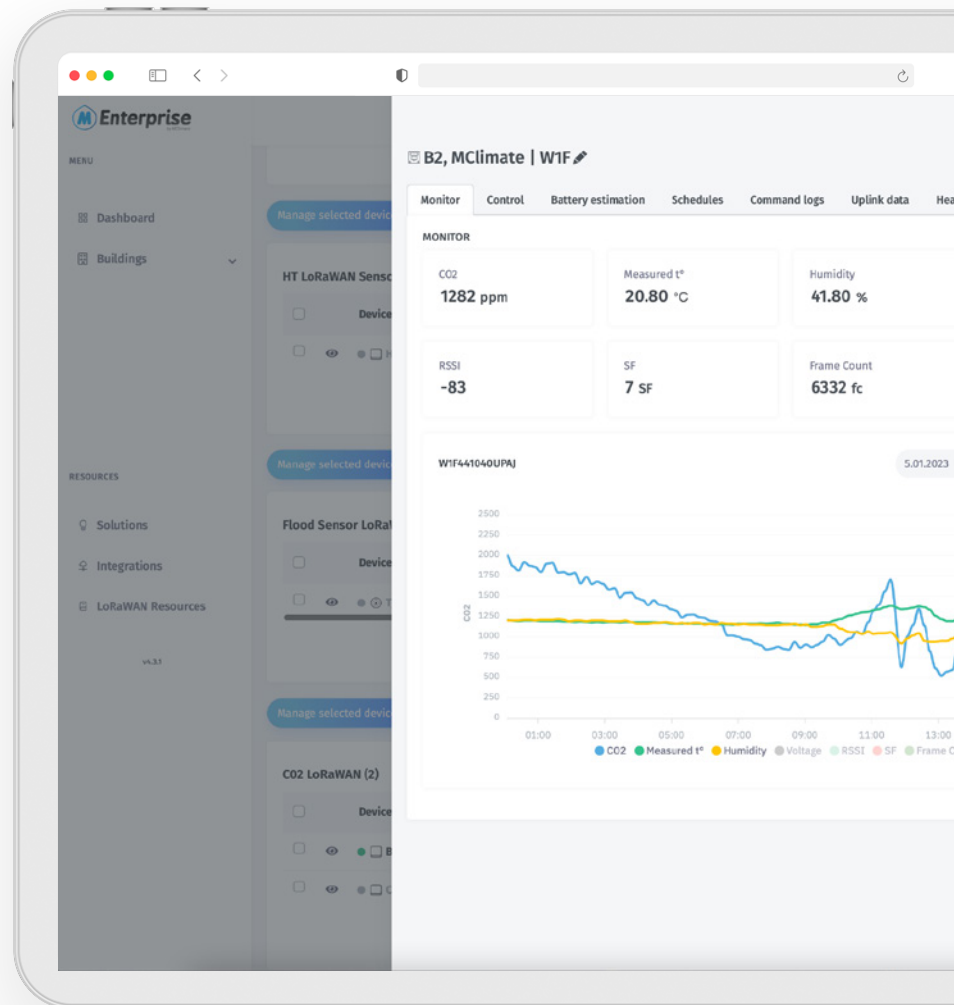 M Enterprise
by MClimate
MENU
Dashboard
Buildings
RESOURCES
Solutions
Integrations
LoRaWAN Resources
v4.3.1
Manage selected devic
HT LoRaWAN Senso
Device
H
Manage selected devic
Flood Sensor LoRaW
Device
T
Manage selected devic
CO2 LoRaWAN (2)
Device
B
C
B2, MClimate | W1F
Monitor Control Battery estimation Schedules Command logs Uplink data Hea
MONITOR
CO2 Measured t° Humidity
1282 ppm 20.80 °C 41.80 %
RSSI SF Frame Count
-83 7 SF 6332 fc
W1F441040UPAJ 5.01.2023
2500
2250
2000
1750
1500
1250
1000
750
500
250
0
CO2
01:00 03:00 05:00 07:00 09:00 11:00 13:00
CO2 Measured t° Humidity Voltage RSSI SF Frame C